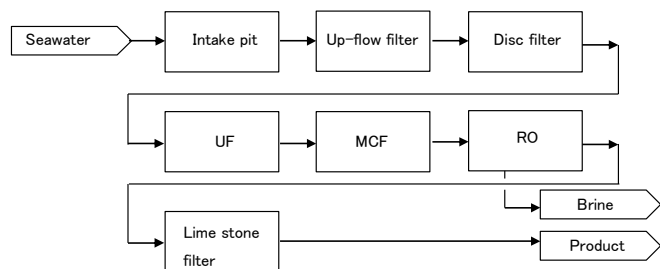 Seawater
Intake pit
Up-flow filter
Disc filter
UF
MCF
RO
Brine
Lime stone
filter
Product